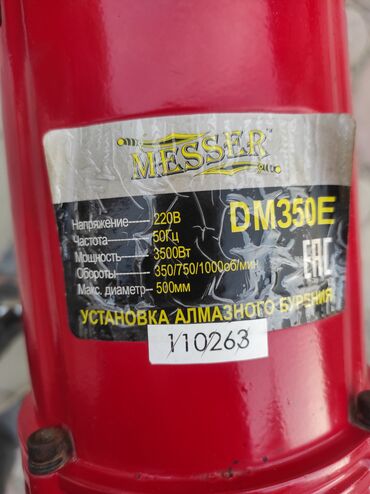 MESSER
DM350E
Напряжение----- 220В
Частота------------ 50Гц
Мощность-------- 3500Вт
Обороты------ 350/750/1000об/мин
Макс. диаметр-- 500мм
EAC
УСТАНОВКА АЛМАЗНОГО БУРЕНИЯ
110263